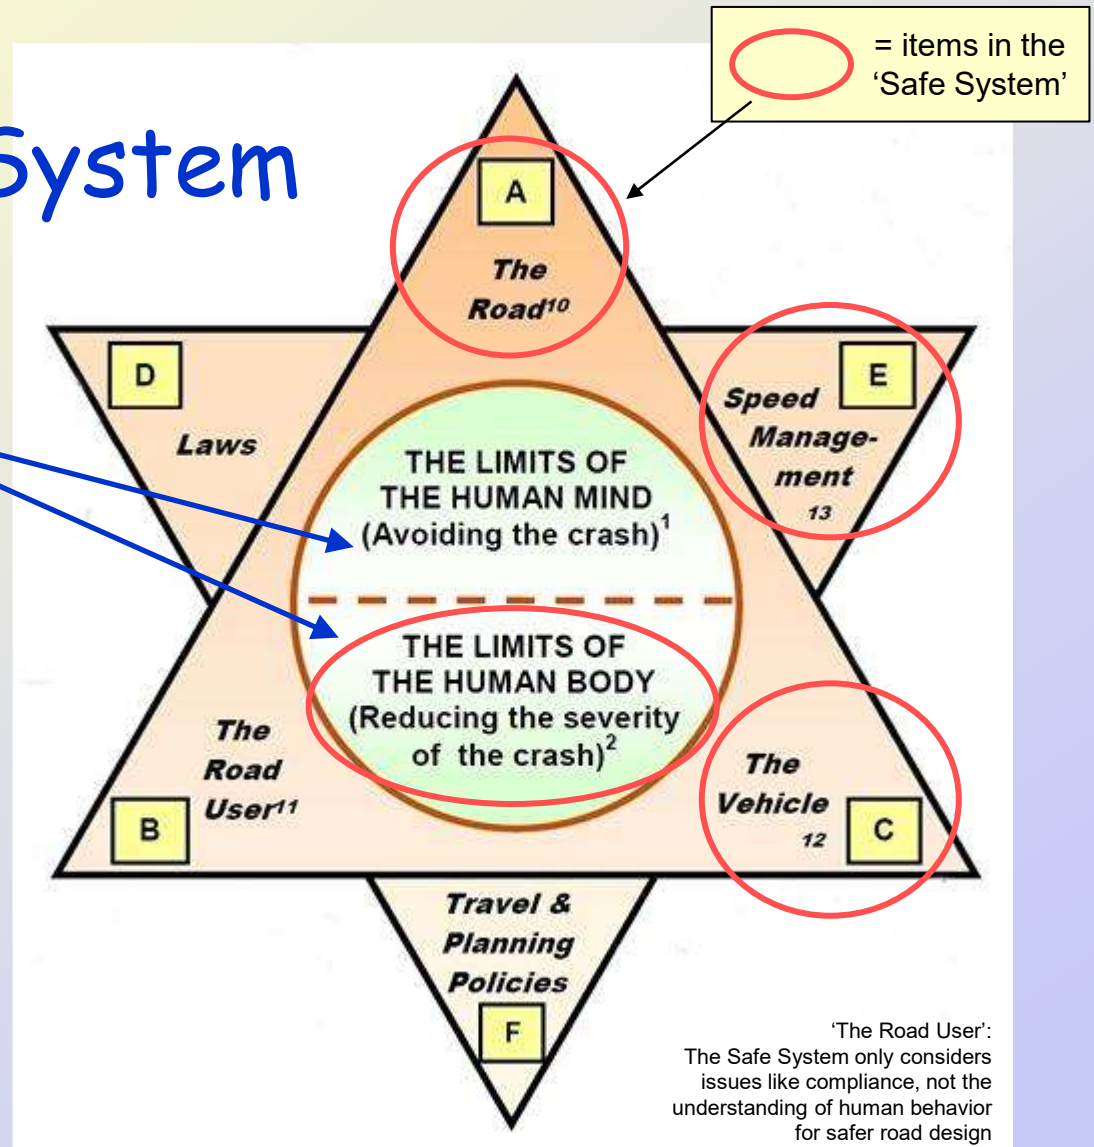 = items in the
‘Safe System’
System
A
The
Road¹⁰
D
Laws
E
Speed
Manage-
ment
13
THE LIMITS OF
THE HUMAN MIND
(Avoiding the crash)¹
THE LIMITS OF
THE HUMAN BODY
(Reducing the severity
of the crash)²
The
Road
User¹¹
B
The
Vehicle
12
C
Travel &
Planning
Policies
F
‘The Road User’:
The Safe System only considers
issues like compliance, not the
understanding of human behavior
for safer road design